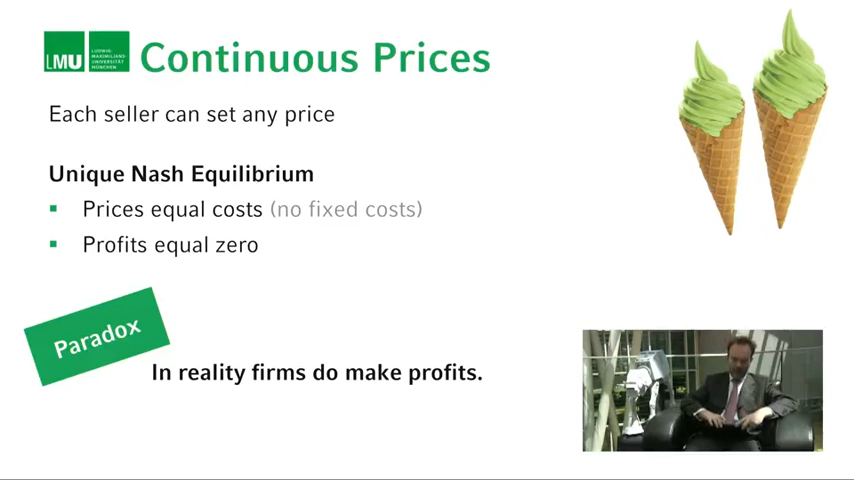 LMU
LUDWIG-
MAXIMILIANS-
UNIVERSITÄT
MÜNCHEN
Continuous Prices
Each seller can set any price
Unique Nash Equilibrium
▪ Prices equal costs (no fixed costs)
▪ Profits equal zero
Paradox
In reality firms do make profits.